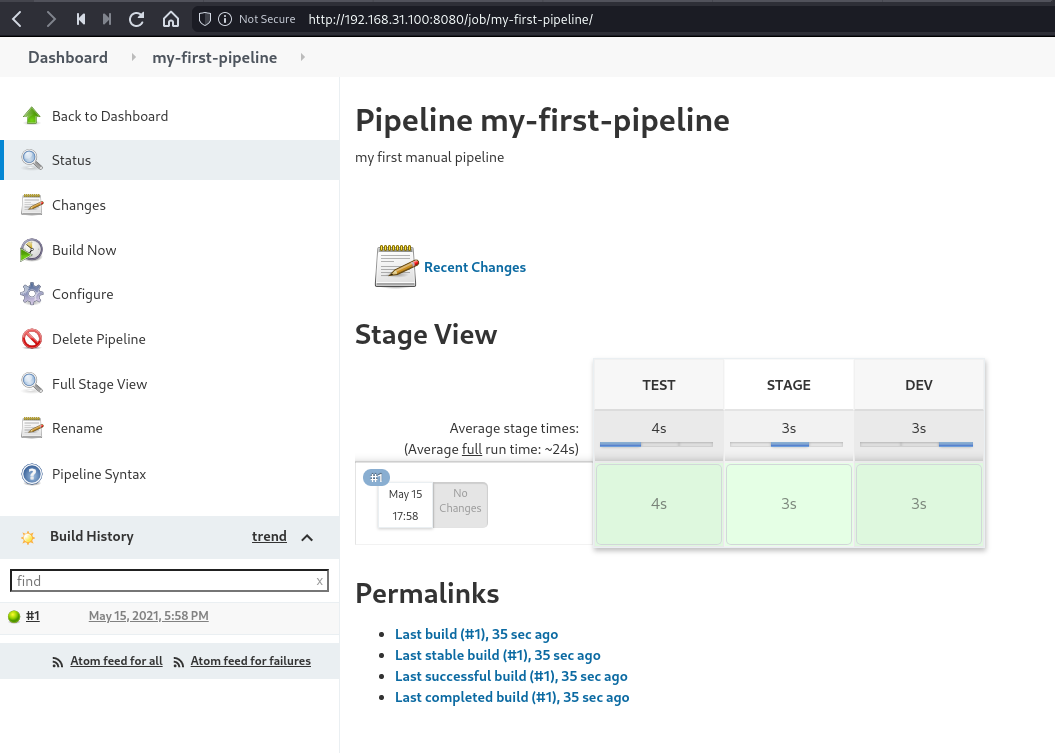 Not Secure http://192.168.31.100:8080/job/my-first-pipeline/
Dashboard my-first-pipeline
Back to Dashboard
Status
Changes
Build Now
Configure
Delete Pipeline
Full Stage View
Rename
Pipeline Syntax
Build History trend
find x
#1 May 15, 2021, 5:58 PM
Atom feed for all Atom feed for failures
Pipeline my-first-pipeline
my first manual pipeline
Recent Changes
Stage View
TEST STAGE DEV
Average stage times: 4s 3s 3s
(Average full run time: ~24s)
#1
May 15 No
Changes
17:58
4s 3s 3s
Permalinks
Last build (#1), 35 sec ago
Last stable build (#1), 35 sec ago
Last successful build (#1), 35 sec ago
Last completed build (#1), 35 sec ago